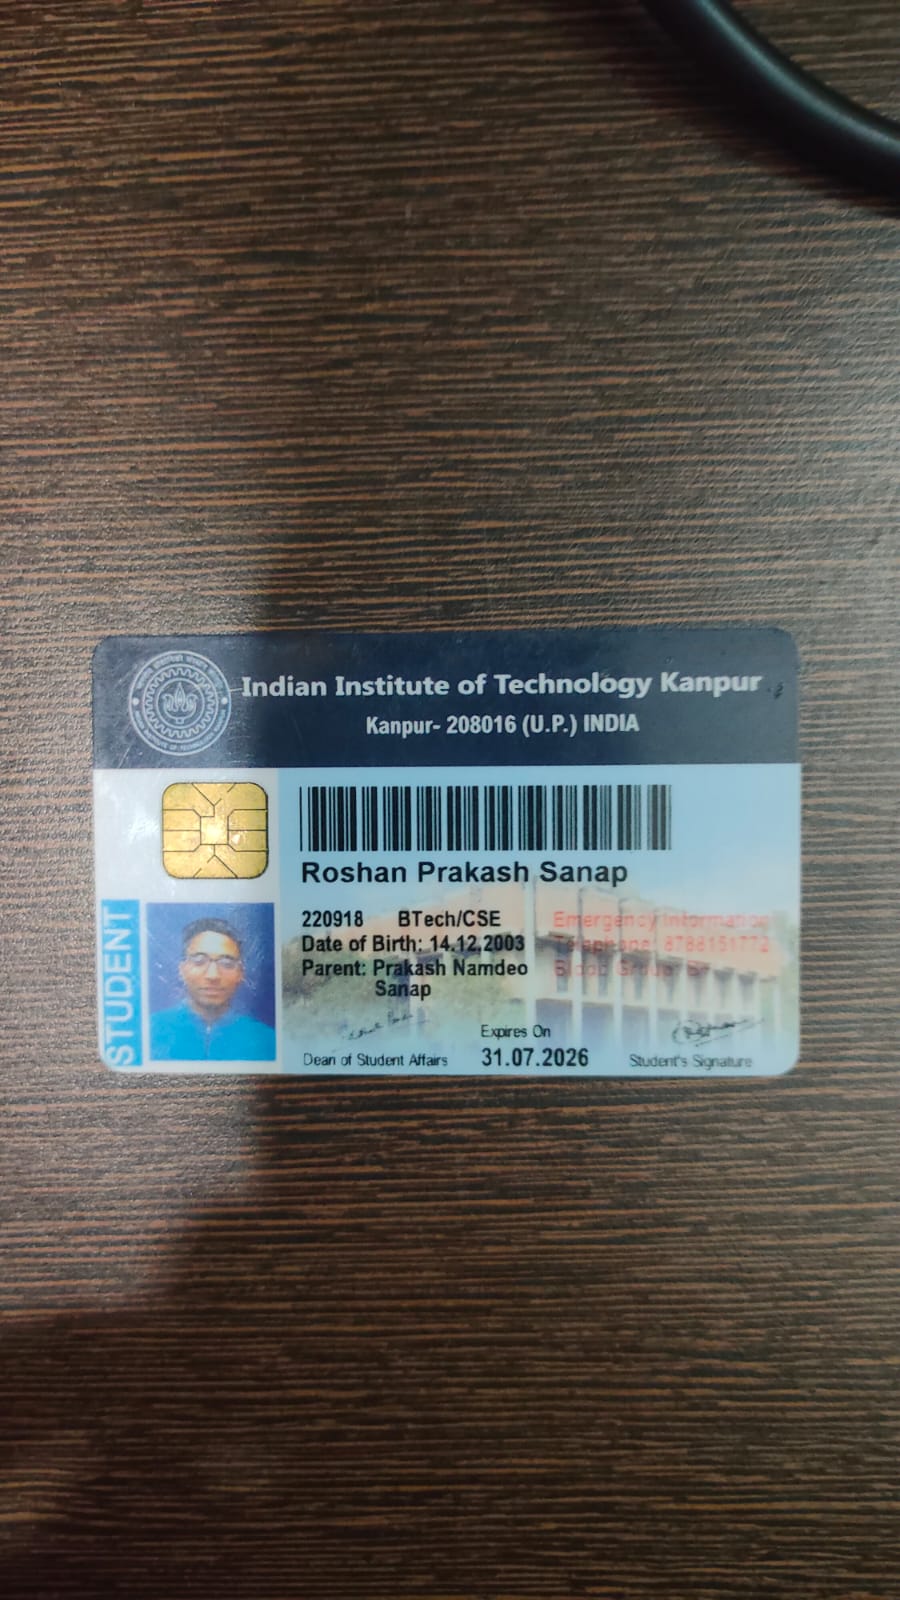 Indian Institute of Technology Kanpur
Kanpur- 208016 (U.P.) INDIA
Roshan Prakash Sanap
220918 BTech/CSE
Date of Birth: 14.12.2003
Parent: Prakash Namdeo
Sanap
Emergency Information
Telephone: 8788151772
Blood Group:
STUDENT
Expires On
Dean of Student Affairs
31.07.2026
Student's Signature